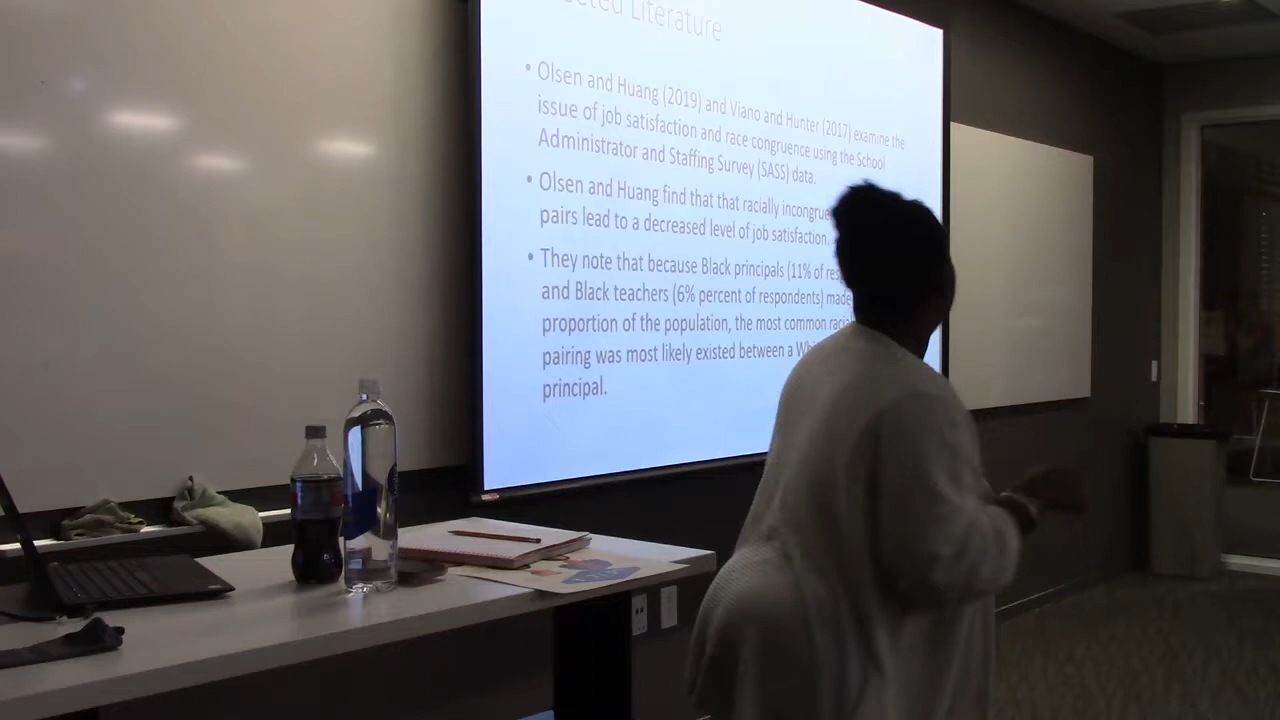 Literature
• Olsen and Huang (2019) and Viano and Hunter (2017) examine the
issue of job satisfaction and race congruence using the School
Administrator and Staffing Survey (SASS) data.
• Olsen and Huang find that that racially
pairs lead to a decreased level of job satisfaction.
• They note that because Black principals (11% of
and Black teachers (6% percent of respondents) made
proportion of the population, the most common
pairing was most likely existed between a
principal.